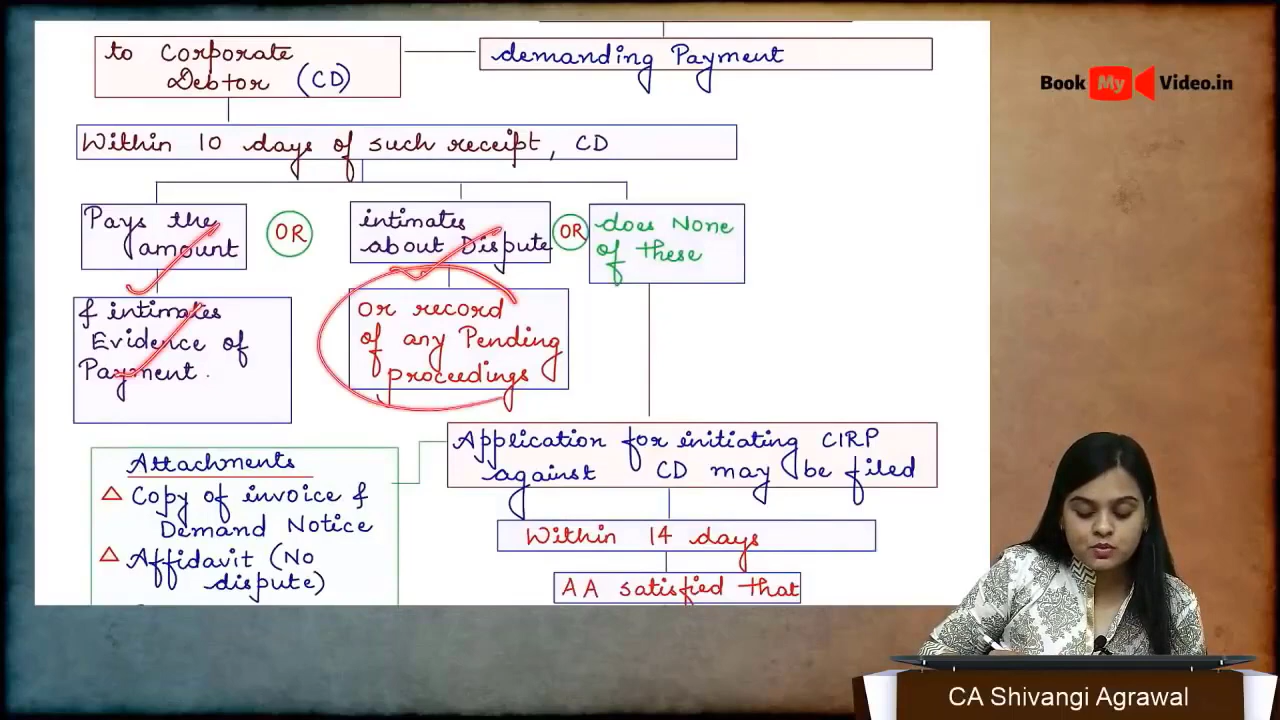 to Corporate
Debtor (CD)
demanding Payment
Within 10 days of such receipt, CD
Pays the
amount
OR
intimates
about Dispute
OR
does None
of these
& intimates
Evidence of
Payment.
or record
of any Pending
proceedings
Application for initiating CIRP
against CD may be filed
Attachments
△ Copy of invoice &
Demand Notice
△ Affidavit (No
dispute)
Within 14 days
AA satisfied that
Book My Video.in
CA Shivangi Agrawal